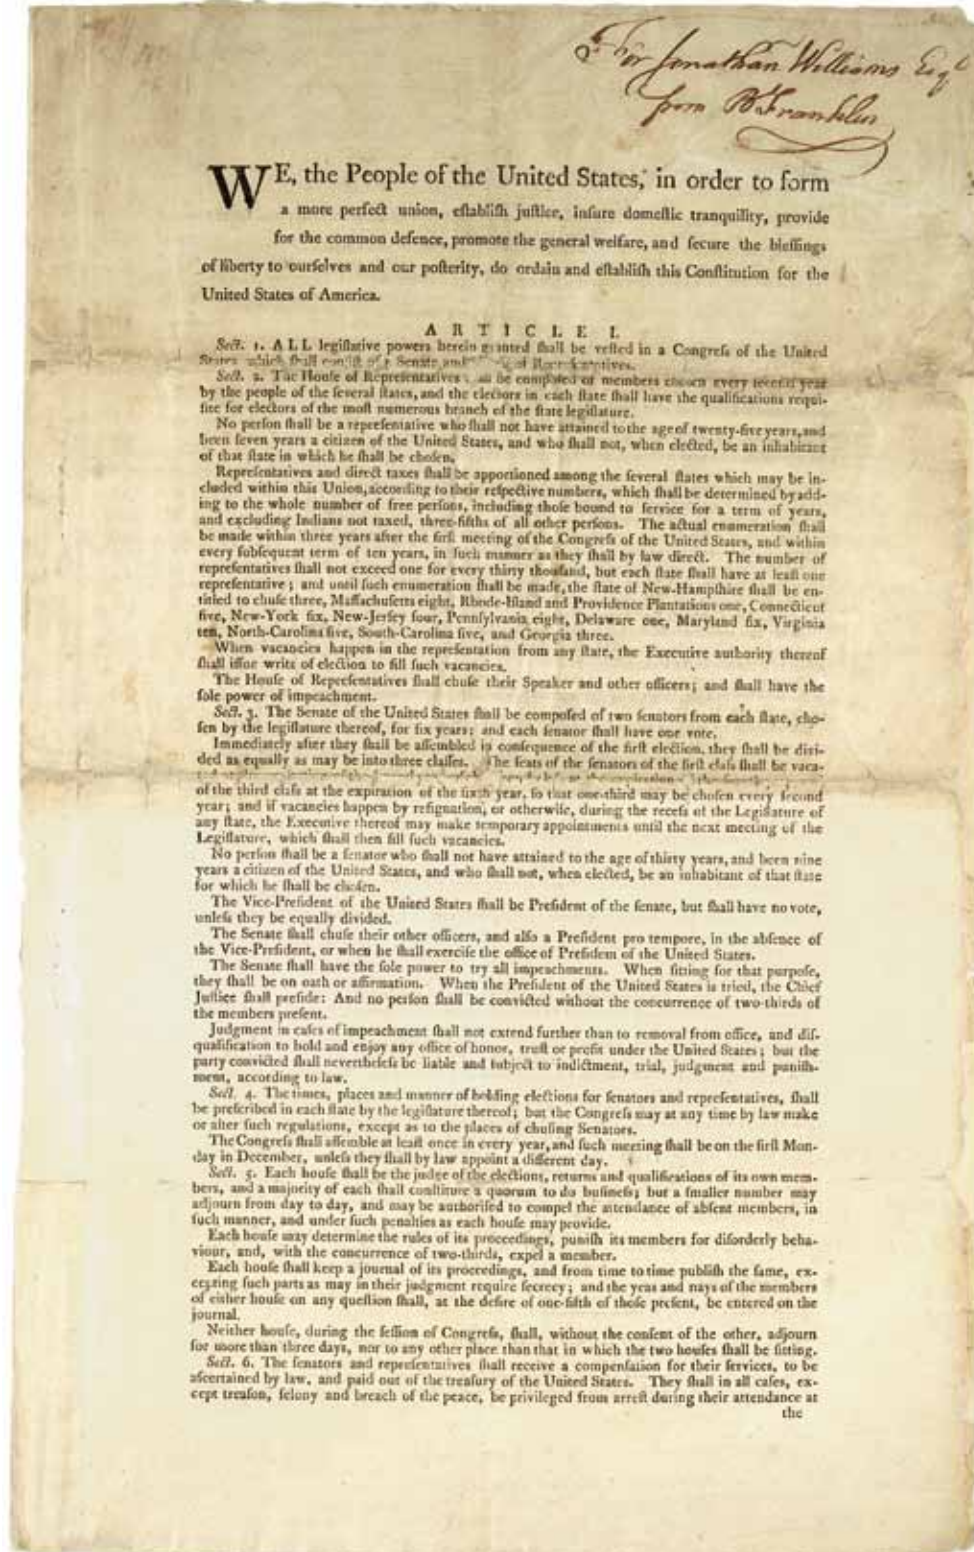 For Jonathan Williams Esqʳ
from B Franklin
WE, the People of the United States, in order to form
a more perfect union, eſtabliſh juſtice, inſure domeſtic tranquility, provide
for the common defence, promote the general welfare, and ſecure the bleſſings
of liberty to ourſelves and our poſterity, do ordain and eſtabliſh this Conſtitution for the
United States of America.
ARTICLE I.
Sect. 1. ALL legiſlative powers herein granted ſhall be veſted in a Congreſs of the United
States, which ſhall conſiſt of a Senate and of Repreſentatives.
Sect. 2. The Houſe of Repreſentatives be compoſed of members choſen every ſecond year
by the people of the ſeveral ſtates, and the electors in each ſtate ſhall have the qualifications requi-
ſite for electors of the moſt numerous branch of the ſtate legiſlature.
No perſon ſhall be a repreſentative who ſhall not have attained to the age of twenty-five years, and
been ſeven years a citizen of the United States, and who ſhall not, when elected, be an inhabitant
of that ſtate in which he ſhall be choſen.
Repreſentatives and direct taxes ſhall be apportioned among the ſeveral ſtates which may be in-
cluded within this Union, according to their reſpective numbers, which ſhall be determined by add-
ing to the whole number of free perſons, including thoſe bound to ſervice for a term of years,
and excluding Indians not taxed, three-fifths of all other perſons. The actual enumeration ſhall
be made within three years after the firſt meeting of the Congreſs of the United States, and within
every ſubſequent term of ten years, in ſuch manner as they ſhall by law direct. The number of
repreſentatives ſhall not exceed one for every thirty thouſand, but each ſtate ſhall have at leaſt one
repreſentative; and until ſuch enumeration ſhall be made, the ſtate of New-Hampſhire ſhall be en-
titled to chuſe three, Maſſachuſetts eight, Rhode-Iſland and Providence Plantations one, Connecticut
five, New-York ſix, New-Jerſey four, Pennſylvania eight, Delaware one, Maryland ſix, Virginia
ten, North-Carolina five, South-Carolina five, and Georgia three.
When vacancies happen in the repreſentation from any ſtate, the Executive authority thereof
ſhall iſſue writs of election to fill ſuch vacancies.
The Houſe of Repreſentatives ſhall chuſe their Speaker and other officers; and ſhall have the
ſole power of impeachment.
Sect. 3. The Senate of the United States ſhall be compoſed of two ſenators from each ſtate, cho-
ſen by the legiſlature thereof, for ſix years; and each ſenator ſhall have one vote.
Immediately after they ſhall be aſſembled in conſequence of the firſt election, they ſhall be divi-
ded as equally as may be into three claſſes. The ſeats of the ſenators of the firſt claſs ſhall be vaca-
of the third claſs at the expiration of the ſixth year, ſo that one-third may be choſen every ſecond
year; and if vacancies happen by reſignation, or otherwiſe, during the receſs of the Legiſlature of
any ſtate, the Executive thereof may make temporary appointments until the next meeting of the
Legiſlature, which ſhall then fill ſuch vacancies.
No perſon ſhall be a ſenator who ſhall not have attained to the age of thirty years, and been nine
years a citizen of the United States, and who ſhall not, when elected, be an inhabitant of that ſtate
for which he ſhall be choſen.
The Vice-Preſident of the United States ſhall be Preſident of the ſenate, but ſhall have no vote,
unleſs they be equally divided.
The Senate ſhall chuſe their other officers, and alſo a Preſident pro tempore, in the abſence of
the Vice-Preſident, or when he ſhall exerciſe the office of Preſident of the United States.
The Senate ſhall have the ſole power to try all impeachments. When ſitting for that purpoſe,
they ſhall be on oath or affirmation. When the Preſident of the United States is tried, the Chief
Juſtice ſhall preſide: And no perſon ſhall be convicted without the concurrence of two-thirds of
the members preſent.
Judgment in caſes of impeachment ſhall not extend further than to removal from office, and diſ-
qualification to hold and enjoy any office of honor, truſt or profit under the United States; but the
party convicted ſhall nevertheleſs be liable and ſubject to indictment, trial, judgment and puniſh-
ment, according to law.
Sect. 4. The times, places and manner of holding elections for ſenators and repreſentatives, ſhall
be preſcribed in each ſtate by the legiſlature thereof; but the Congreſs may at any time by law make
or alter ſuch regulations, except as to the places of chuſing Senators.
The Congreſs ſhall aſſemble at leaſt once in every year, and ſuch meeting ſhall be on the firſt Mon-
day in December, unleſs they ſhall by law appoint a different day.
Sect. 5. Each houſe ſhall be the judge of the elections, returns and qualifications of its own mem-
bers, and a majority of each ſhall conſtitute a quorum to do buſineſs; but a ſmaller number may
adjourn from day to day, and may be authoriſed to compel the attendance of abſent members, in
ſuch manner, and under ſuch penalties as each houſe may provide.
Each houſe may determine the rules of its proceedings, puniſh its members for diſorderly beha-
viour, and, with the concurrence of two-thirds, expel a member.
Each houſe ſhall keep a journal of its proceedings, and from time to time publiſh the ſame, ex-
cepting ſuch parts as may in their judgment require ſecrecy; and the yeas and nays of the members
of either houſe on any queſtion ſhall, at the deſire of one-fifth of thoſe preſent, be entered on the
journal.
Neither houſe, during the ſeſſion of Congreſs, ſhall, without the conſent of the other, adjourn
for more than three days, nor to any other place than that in which the two houſes ſhall be ſitting.
Sect. 6. The ſenators and repreſentatives ſhall receive a compenſation for their ſervices, to be
aſcertained by law, and paid out of the treaſury of the United States. They ſhall in all caſes, ex-
cept treaſon, felony and breach of the peace, be privileged from arreſt during their attendance at
the